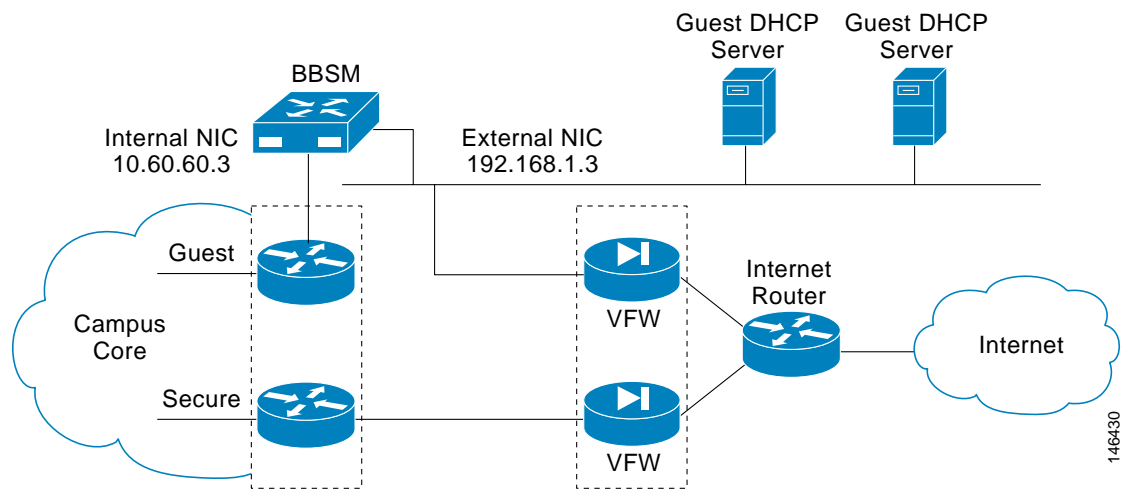 Guest DHCP
Server
Guest DHCP
Server
BBSM
Internal NIC
10.60.60.3
External NIC
192.168.1.3
Guest
VFW
Internet
Router
Campus
Core
Internet
Secure
VFW
146430